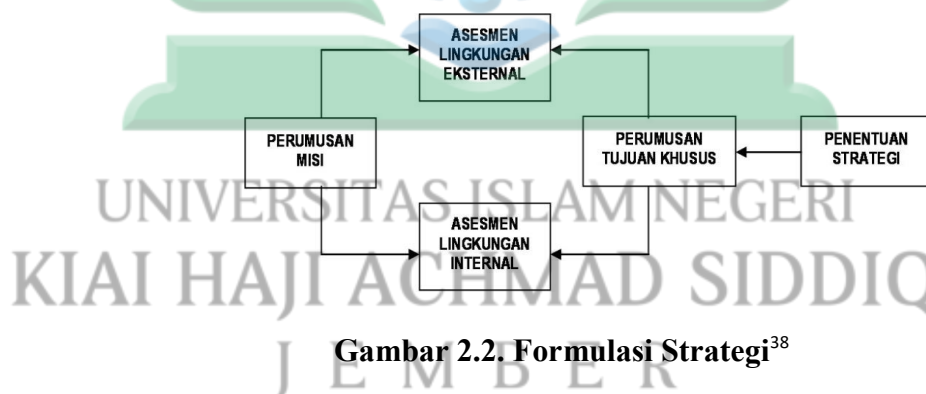 ASESMEN
LINGKUNGAN
EKSTERNAL
PERUMUSAN
MISI
PERUMUSAN
TUJUAN KHUSUS
PENENTUAN
STRATEGI
UNIVERSITAS ISLAM NEGERI
ASESMEN
LINGKUNGAN
INTERNAL
KIAI HAJI ACHMAD SIDDIQ
Gambar 2.2. Formulasi Strategi³⁸
J E M B E R